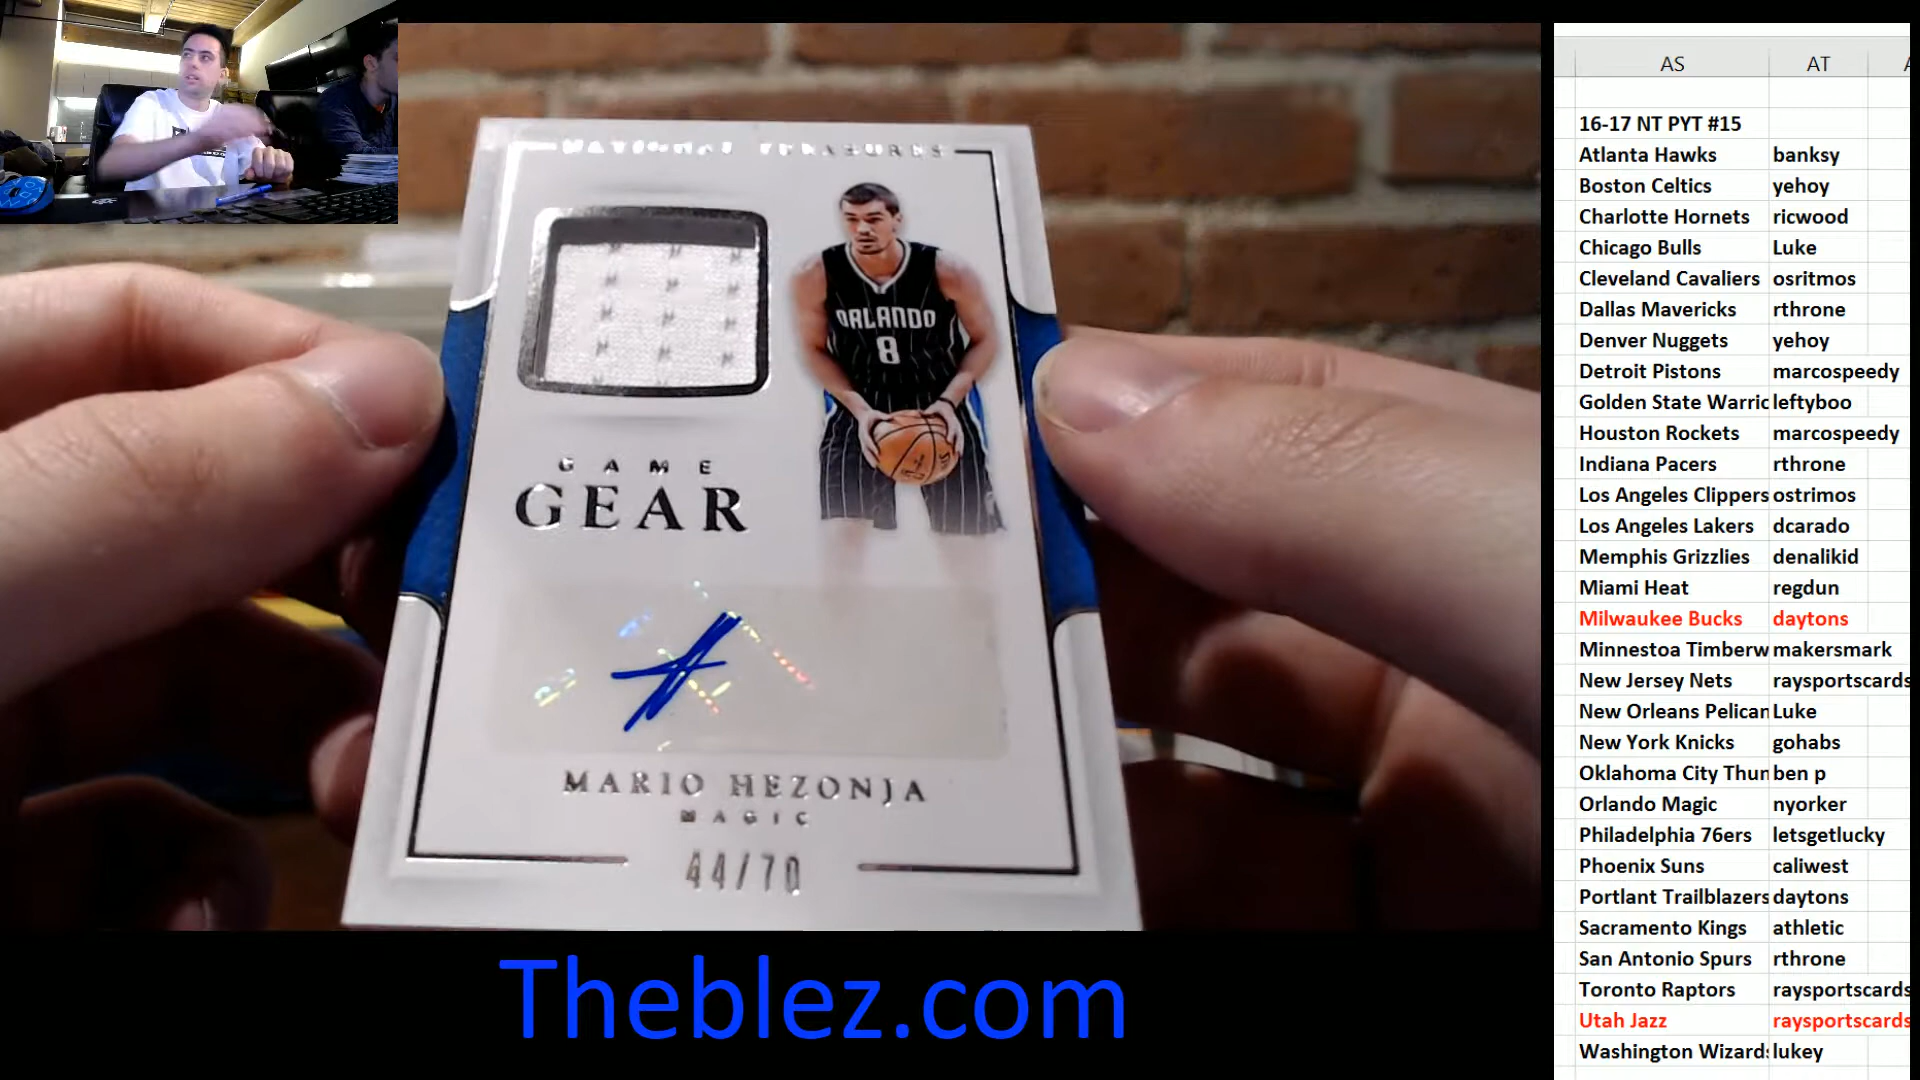 NATIONAL TREASURES
ORLANDO
8
GAME
GEAR
MARIO HEZONJA
MAGIC
44/70
Theblez.com
AS AT
16-17 NT PYT #15
Atlanta Hawks banksy
Boston Celtics yehoy
Charlotte Hornets ricwood
Chicago Bulls Luke
Cleveland Cavaliers osritmos
Dallas Mavericks rthrone
Denver Nuggets yehoy
Detroit Pistons marcospeedy
Golden State Warric leftyboo
Houston Rockets marcospeedy
Indiana Pacers rthrone
Los Angeles Clippers ostrimos
Los Angeles Lakers dcarado
Memphis Grizzlies denalikid
Miami Heat regdun
Milwaukee Bucks daytons
Minnestoa Timberw makersmark
New Jersey Nets raysportscards
New Orleans Pelican Luke
New York Knicks gohabs
Oklahoma City Thun ben p
Orlando Magic nyorker
Philadelphia 76ers letsgetlucky
Phoenix Suns caliwest
Portlant Trailblazers daytons
Sacramento Kings athletic
San Antonio Spurs rthrone
Toronto Raptors raysportscards
Utah Jazz raysportscards
Washington Wizards lukey